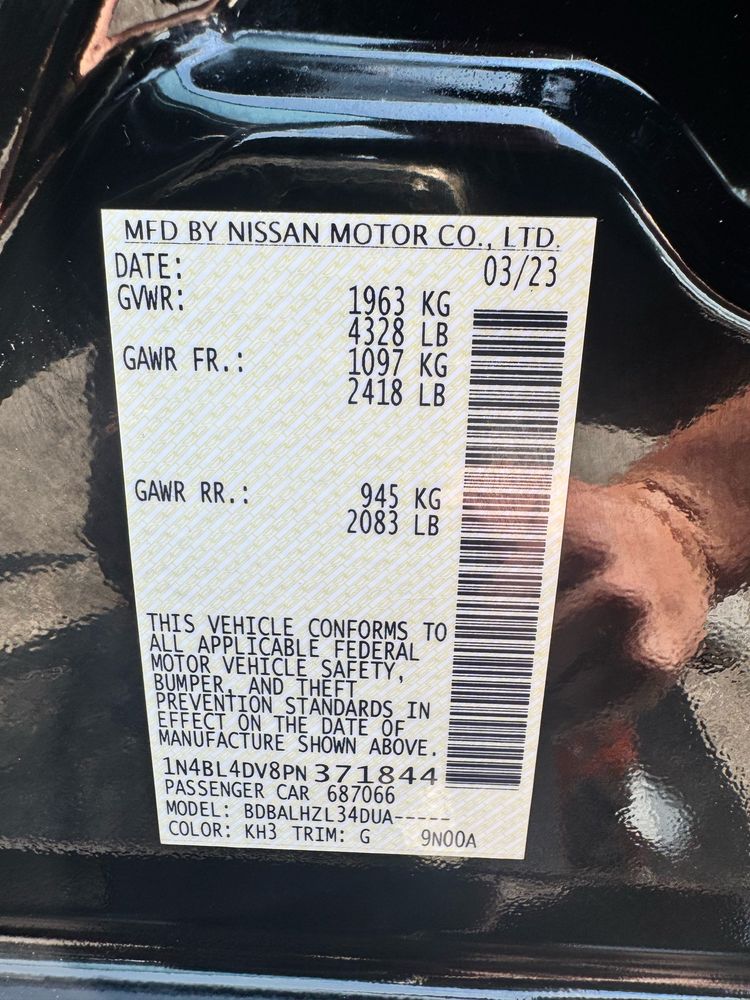 MFD BY NISSAN MOTOR CO., LTD.
DATE: 03/23
GVWR: 1963 KG
4328 LB
GAWR FR.: 1097 KG
2418 LB
GAWR RR.: 945 KG
2083 LB
THIS VEHICLE CONFORMS TO
ALL APPLICABLE FEDERAL
MOTOR VEHICLE SAFETY,
BUMPER, AND THEFT
PREVENTION STANDARDS IN
EFFECT ON THE DATE OF
MANUFACTURE SHOWN ABOVE.
1N4BL4DV8PN 371844
PASSENGER CAR 687066
MODEL: BDBALHZL34DUA-----
COLOR: KH3 TRIM: G 9N00A